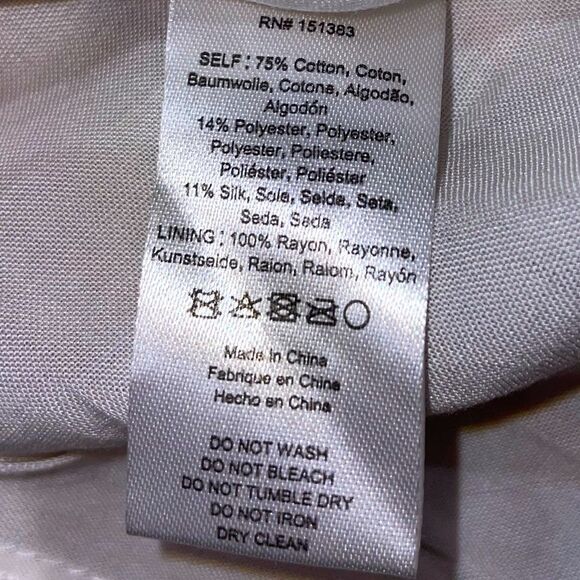 RN# 151383
SELF : 75% Cotton, Coton,
Baumwolle, Cotone, Algodão,
Algodón
14% Polyester, Polyester,
Polyester, Poliestere,
Poliéster, Poliéster
11% Silk, Soie, Seide, Seta,
Seda, Seda
LINING : 100% Rayon, Rayonne,
Kunstseide, Raion, Raiom, Rayón
Made in China
Fabrique en Chine
Hecho en China
DO NOT WASH
DO NOT BLEACH
DO NOT TUMBLE DRY
DO NOT IRON
DRY CLEAN